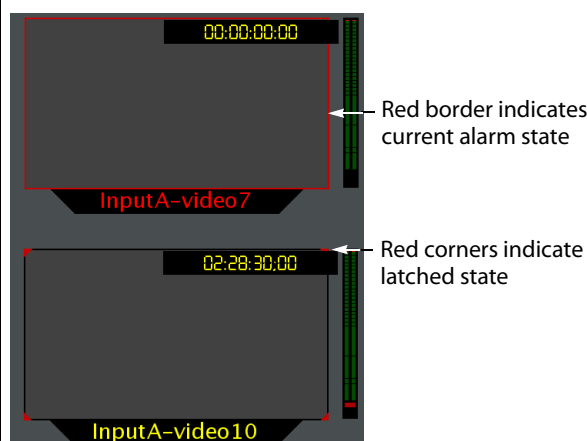 00:00:00:00
Red border indicates
current alarm state
InputA-video7
Red corners indicate
latched state
02:28:30;00
InputA-video10